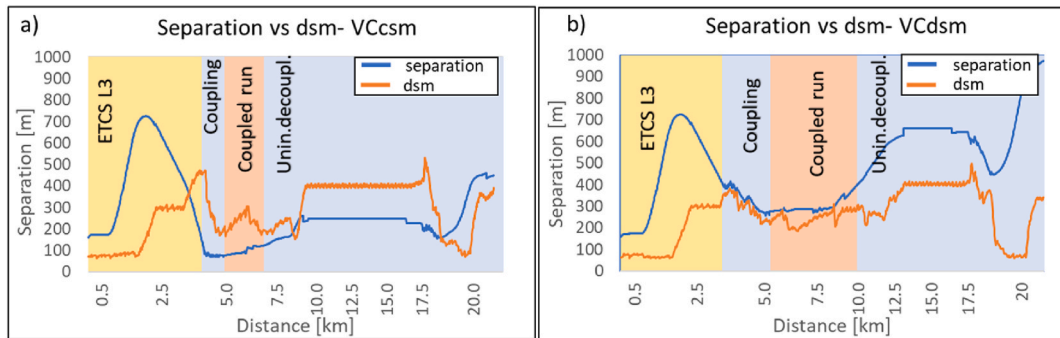 a)
Separation vs dsm- VCcsm
Separation [m]
1000
900
800
700
600
500
400
300
200
100
0
ETCS L3
Coupling
Coupled run
Unin.decoupl.
separation
dsm
0.5
2.5
5.0
7.5
10.0
12.5
15.0
17.5
20.0
Distance [km]
b)
Separation vs dsm- VCdsm
Separation [m]
1000
900
800
700
600
500
400
300
200
100
0
ETCS L3
Coupling
Coupled run
Unin.decoupl.
separation
dsm
0.5
2.5
5.0
7.5
10.0
12.5
15.0
17.5
20
Distance [km]